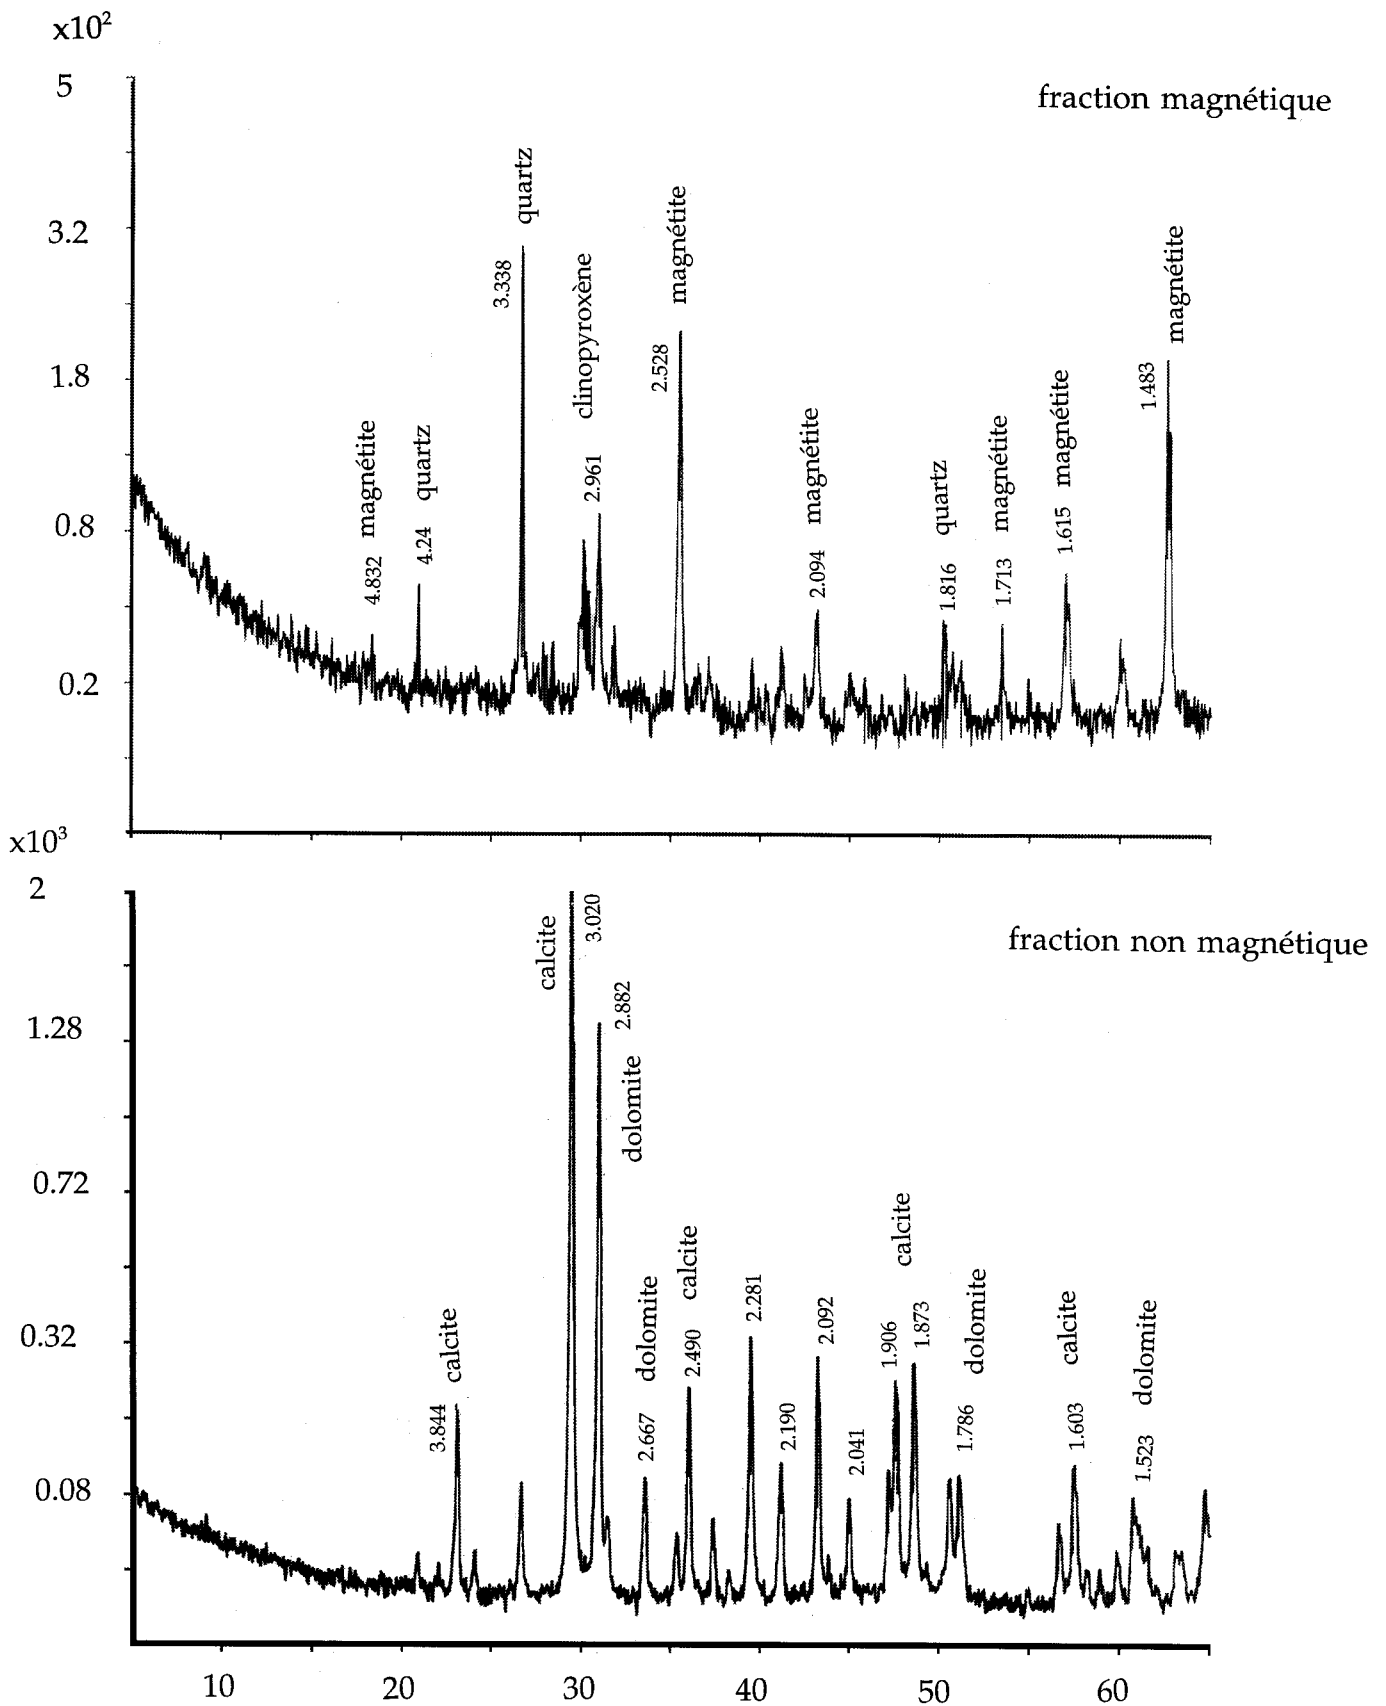 x10²
5
fraction magnétique
3.2
1.8
0.8
0.2
4.832 magnétite
4.24 quartz
3.338 quartz
clinopyroxène
2.961
2.528 magnétite
2.094 magnétite
1.816 quartz
1.713 magnétite
1.615 magnétite
1.483 magnétite
x10³
2
fraction non magnétique
1.28
0.72
0.32
0.08
3.844 calcite
calcite 3.020
2.882
dolomite
2.667 dolomite
2.490 calcite
2.281
2.190
2.092
2.041
calcite
1.906
1.873
1.786 dolomite
1.603 calcite
1.523 dolomite
10 20 30 40 50 60